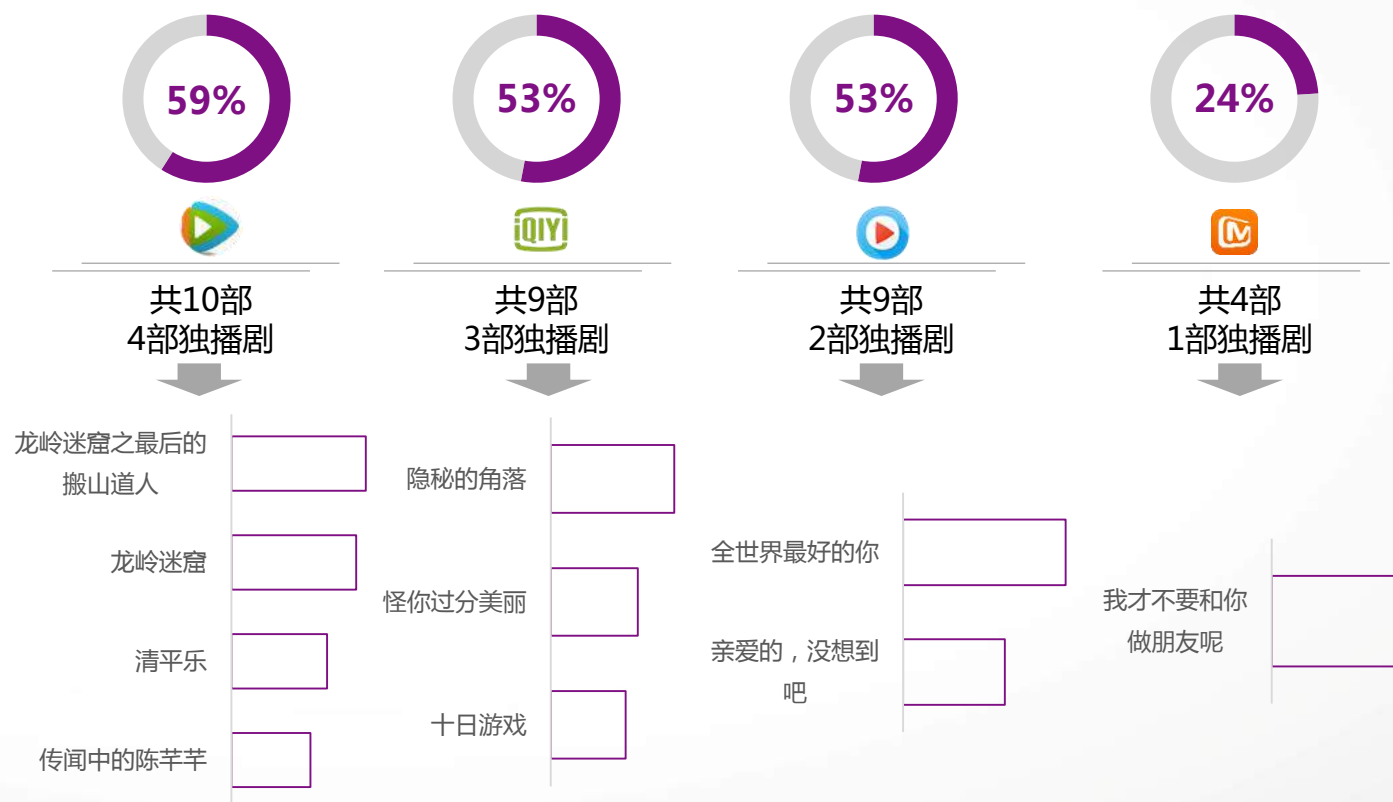 59%
53%
53%
24%
iQIYI
共10部
4部独播剧
共9部
3部独播剧
共9部
2部独播剧
共4部
1部独播剧
龙岭迷窟之最后的
搬山道人
龙岭迷窟
清平乐
传闻中的陈芊芊
隐秘的角落
怪你过分美丽
十日游戏
全世界最好的你
亲爱的，没想到
吧
我才不要和你
做朋友呢